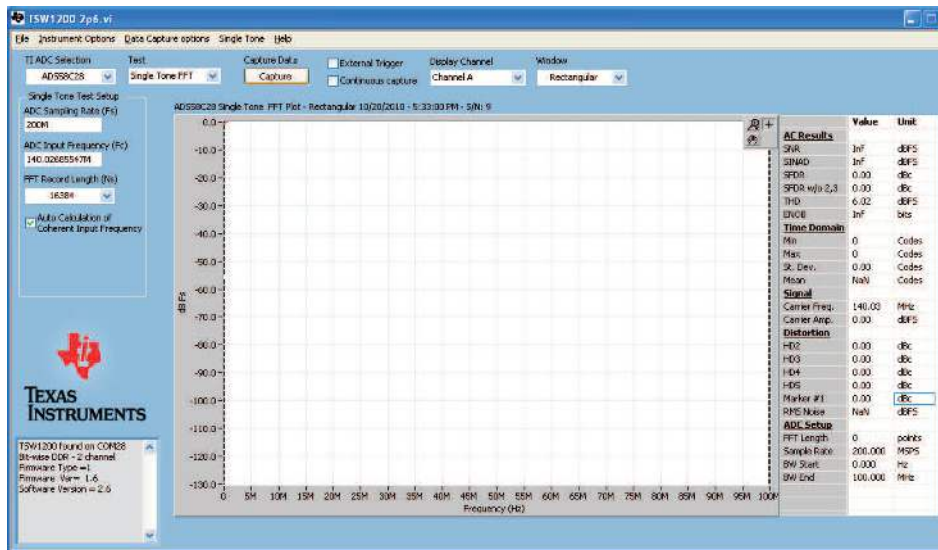 TSW1200 2p6.vi
File Instrument Options Data Capture options Single Tone Help
TI ADC Selection Test Capture Data External Trigger Display Channel Window
ADS58C28 Single Tone FFT Capture Continuous capture Channel A Rectangular
Single Tone Test Setup
ADC Sampling Rate (Fs)
200M
ADC Input Frequency (Fc)
140.02685547M
FFT Record Length (Ns)
16384
Auto Calculation of
Coherent Input Frequency
TEXAS
INSTRUMENTS
TSW1200 found on COM28
Bit-wise DDR - 2 channel
Firmware Type =1
Firmware Ver= 1.6
Software Version = 2.6
ADS58C28 Single Tone FFT Plot - Rectangular 10/20/2010 - 5:33:00 PM - S/N: 9
dB Fs
0.0
-10.0
-20.0
-30.0
-40.0
-50.0
-60.0
-70.0
-80.0
-90.0
-100.0
-110.0
-120.0
-130.0
0 5M 10M 15M 20M 25M 30M 35M 40M 45M 50M 55M 60M 65M 70M 75M 80M 85M 90M 95M 100M
Frequency (Hz)
Value Unit
AC Results
SNR Inf dBFS
SINAD Inf dBFS
SFDR 0.00 dBc
SFDR w/o 2,3 0.00 dBc
THD 6.02 dBFS
ENOB Inf bits
Time Domain
Min 0 Codes
Max 0 Codes
St. Dev. 0.00 Codes
Mean NaN Codes
Signal
Carrier Freq. 140.03 MHz
Carrier Amp. 0.00 dBFS
Distortion
HD2 0.00 dBc
HD3 0.00 dBc
HD4 0.00 dBc
HD5 0.00 dBc
Marker #1 0.00 dBc
RMS Noise NaN dBFS
ADC Setup
FFT Length 0 points
Sample Rate 200.000 MSPS
BW Start 0.000 Hz
BW End 100.000 MHz